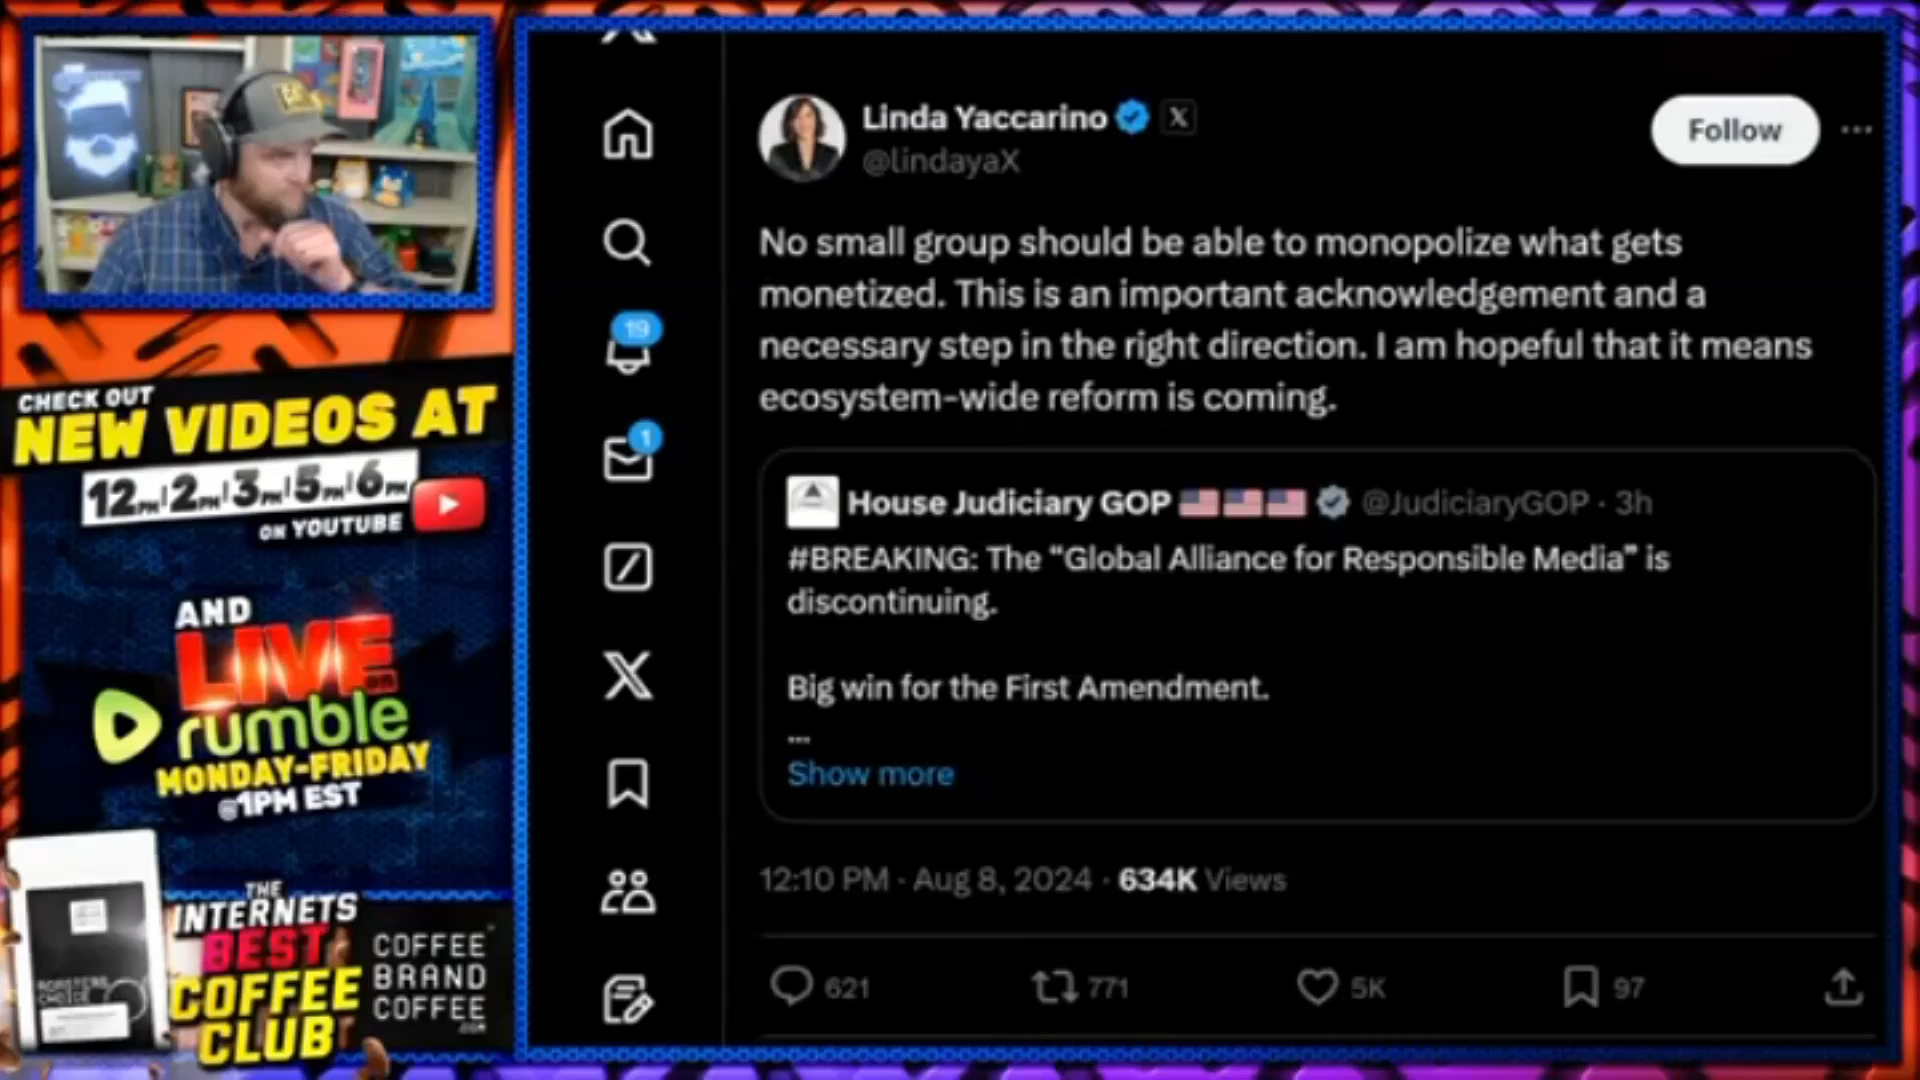 CHECK OUT
NEW VIDEOS AT
12PM|2PM|3PM|5PM|6PM
ON YOUTUBE
AND
LIVE on
rumble
MONDAY-FRIDAY
@1PM EST
THE
INTERNETS
BEST
COFFEE
CLUB
COFFEE
BRAND
COFFEE
.COM
Linda Yaccarino
@lindayaX
Follow
No small group should be able to monopolize what gets
monetized. This is an important acknowledgement and a
necessary step in the right direction. I am hopeful that it means
ecosystem-wide reform is coming.
House Judiciary GOP 🇺🇸🇺🇸🇺🇸 @JudiciaryGOP · 3h
#BREAKING: The “Global Alliance for Responsible Media” is
discontinuing.
Big win for the First Amendment.
...
Show more
12:10 PM · Aug 8, 2024 · 634K Views
621 771 5K 97
19
1